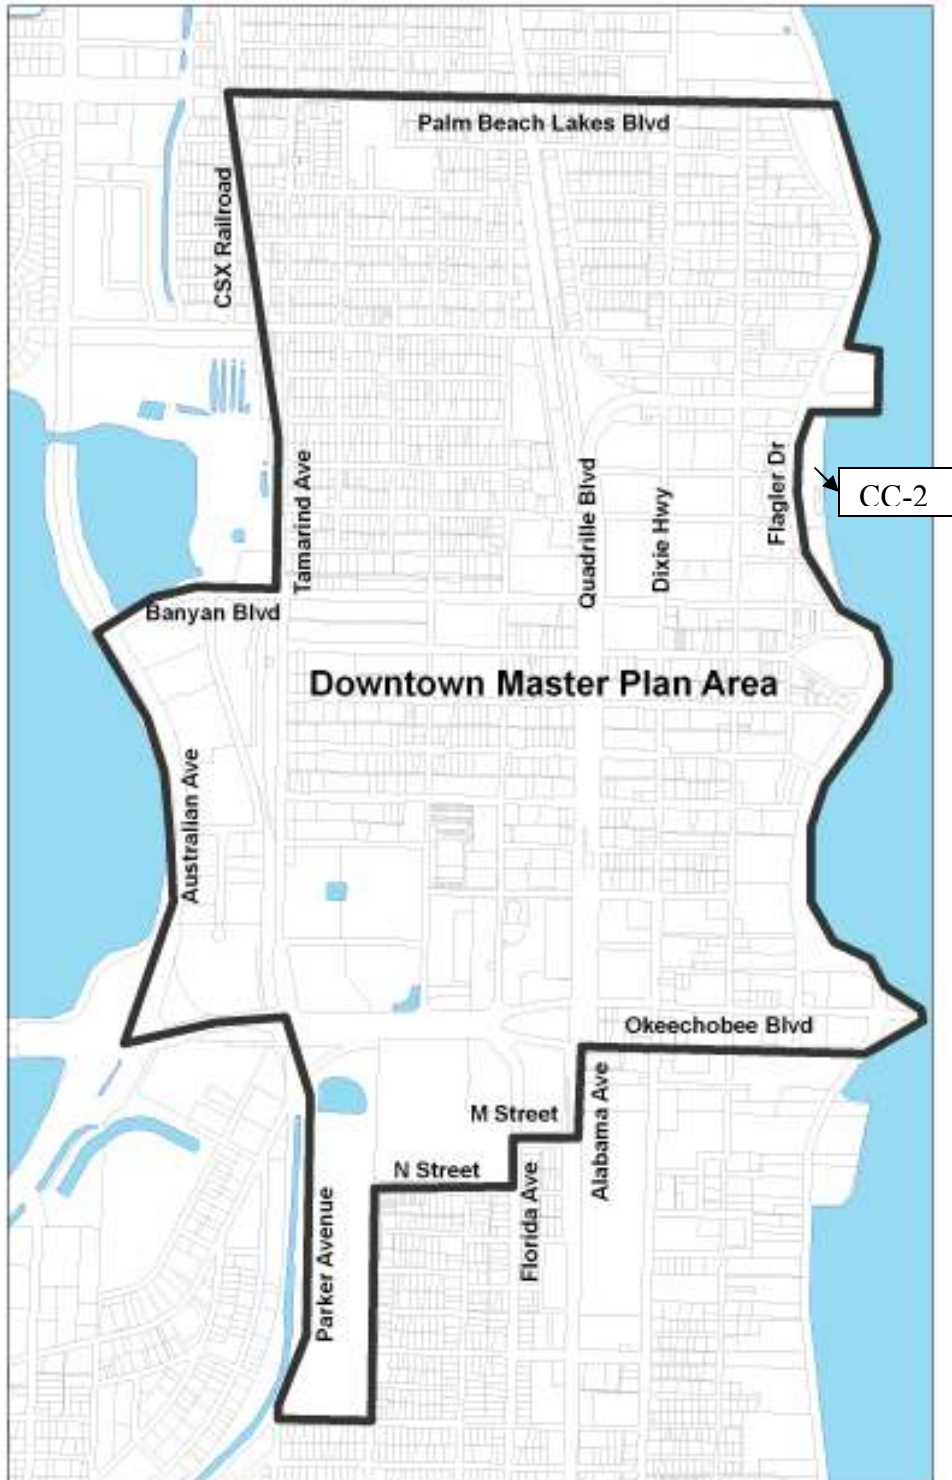 Palm Beach Lakes Blvd
CSX Railroad
Tamarind Ave
Quadrille Blvd
Dixie Hwy
Flagler Dr
CC-2
Banyan Blvd
Downtown Master Plan Area
Australian Ave
Okeechobee Blvd
M Street
Alabama Ave
N Street
Florida Ave
Parker Avenue